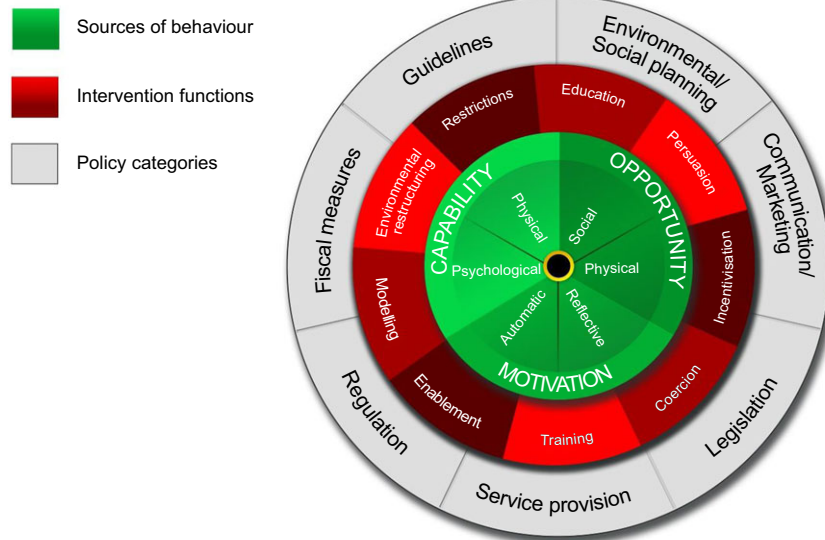 Sources of behaviour
Intervention functions
Policy categories
Guidelines
Environmental/
Social planning
Communication/
Marketing
Legislation
Service provision
Regulation
Fiscal measures
Restrictions
Education
Persuasion
Incentivisation
Coercion
Training
Enablement
Modelling
Environmental
restructuring
CAPABILITY
OPPORTUNITY
MOTIVATION
Physical
Social
Physical
Reflective
Automatic
Psychological